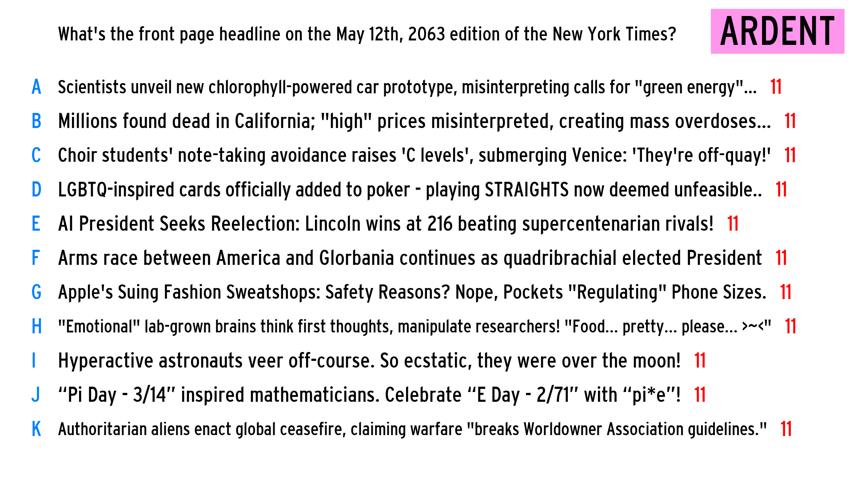 What's the front page headline on the May 12th, 2063 edition of the New York Times?
ARDENT
A Scientists unveil new chlorophyll-powered car prototype, misinterpreting calls for "green energy"... 11
B Millions found dead in California; "high" prices misinterpreted, creating mass overdoses... 11
C Choir students' note-taking avoidance raises 'C levels', submerging Venice: 'They're off-quay!' 11
D LGBTQ-inspired cards officially added to poker - playing STRAIGHTS now deemed unfeasible.. 11
E AI President Seeks Reelection: Lincoln wins at 216 beating supercentenarian rivals! 11
F Arms race between America and Glorbania continues as quadribrachial elected President 11
G Apple's Suing Fashion Sweatshops: Safety Reasons? Nope, Pockets "Regulating" Phone Sizes. 11
H "Emotional" lab-grown brains think first thoughts, manipulate researchers! "Food... pretty... please... >~<" 11
I Hyperactive astronauts veer off-course. So ecstatic, they were over the moon! 11
J “Pi Day - 3/14” inspired mathematicians. Celebrate “E Day - 2/71” with “pi*e”! 11
K Authoritarian aliens enact global ceasefire, claiming warfare "breaks Worldowner Association guidelines." 11